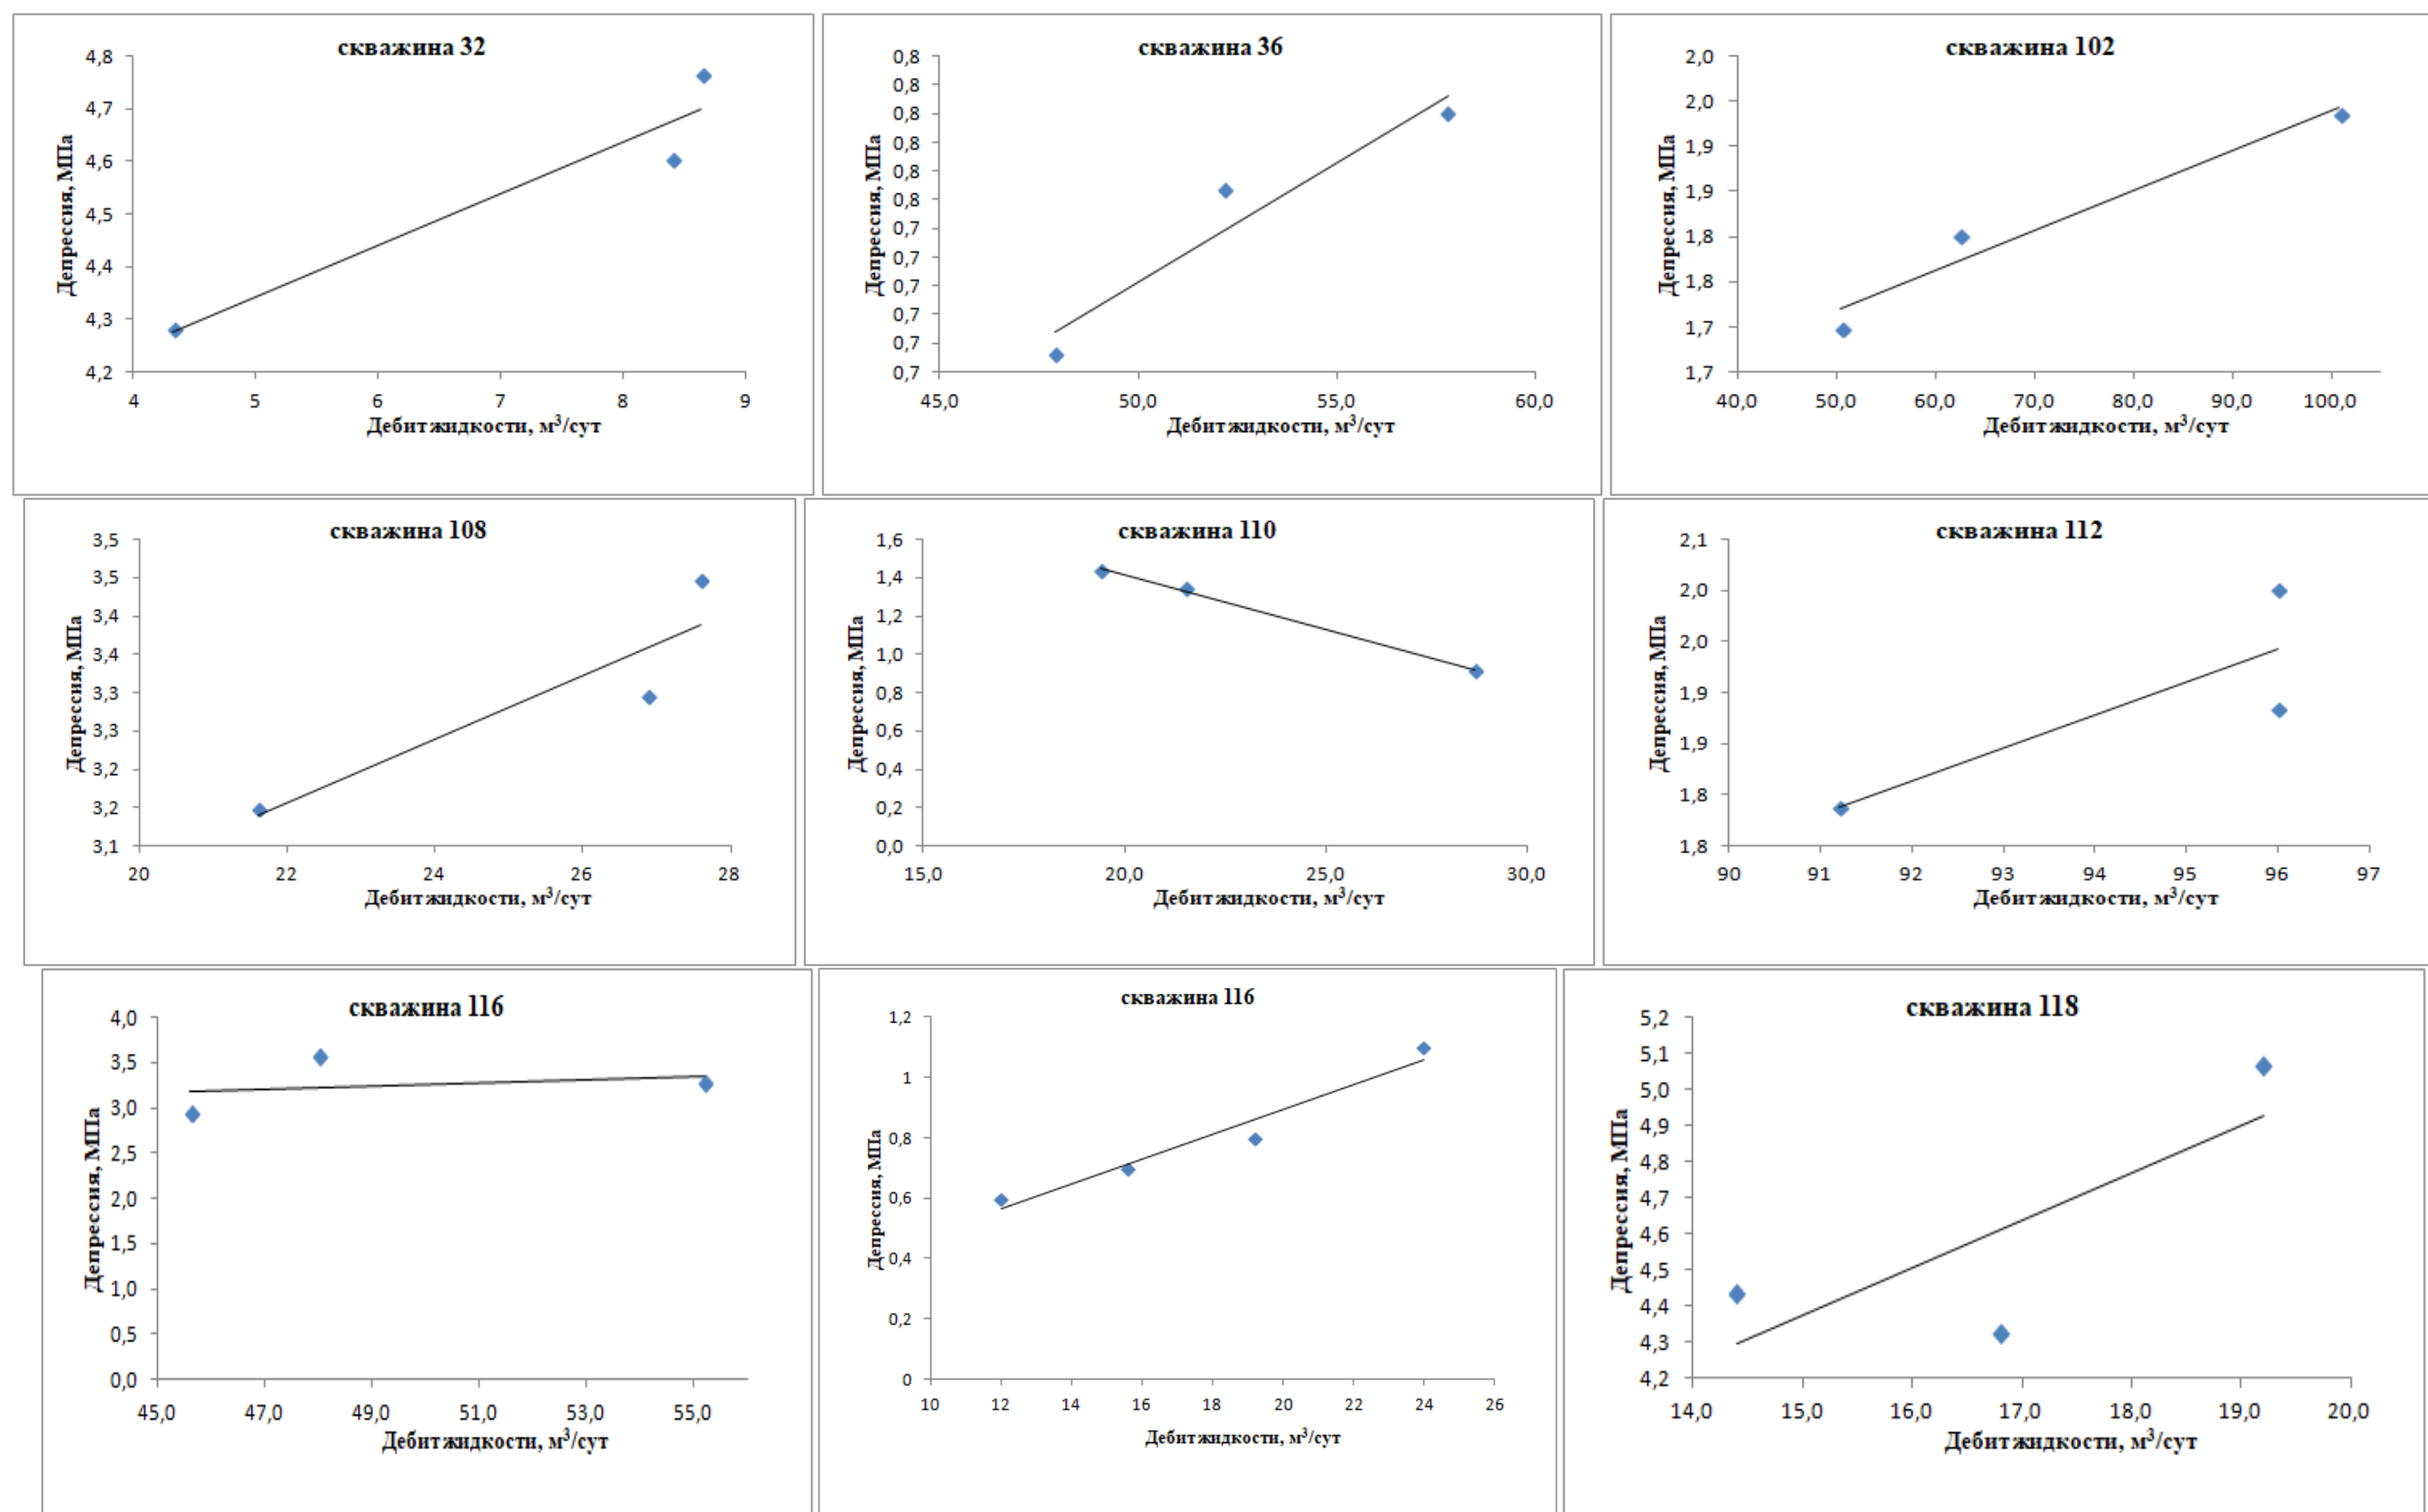 скважина 32
4,8
4,7
4,6
4,5
4,4
4,3
4,2
Депрессия, МПа
4 5 6 7 8 9
Дебит жидкости, м³/сут
скважина 36
0,8
0,8
0,8
0,8
0,8
0,8
0,7
0,7
0,7
0,7
0,7
0,7
Депрессия, МПа
45,0 50,0 55,0 60,0
Дебит жидкости, м³/сут
скважина 102
2,0
2,0
1,9
1,9
1,8
1,8
1,7
1,7
Депрессия, МПа
40,0 50,0 60,0 70,0 80,0 90,0 100,0
Дебит жидкости, м³/сут
скважина 108
3,5
3,5
3,4
3,4
3,3
3,3
3,2
3,2
3,1
Депрессия, МПа
20 22 24 26 28
Дебит жидкости, м³/сут
скважина 110
1,6
1,4
1,2
1,0
0,8
0,6
0,4
0,2
0,0
Депрессия, МПа
15,0 20,0 25,0 30,0
Дебит жидкости, м³/сут
скважина 112
2,1
2,0
2,0
1,9
1,9
1,8
1,8
Депрессия, МПа
90 91 92 93 94 95 96 97
Дебит жидкости, м³/сут
скважина 116
4,0
3,5
3,0
2,5
2,0
1,5
1,0
0,5
0,0
Депрессия, МПа
45,0 47,0 49,0 51,0 53,0 55,0
Дебит жидкости, м³/сут
скважина 116
1,2
1
0,8
0,6
0,4
0,2
0
Депрессия, МПа
10 12 14 16 18 20 22 24 26
Дебит жидкости, м³/сут
скважина 118
5,2
5,1
5,0
4,9
4,8
4,7
4,6
4,5
4,4
4,3
4,2
Депрессия, МПа
14,0 15,0 16,0 17,0 18,0 19,0 20,0
Дебит жидкости, м³/сут